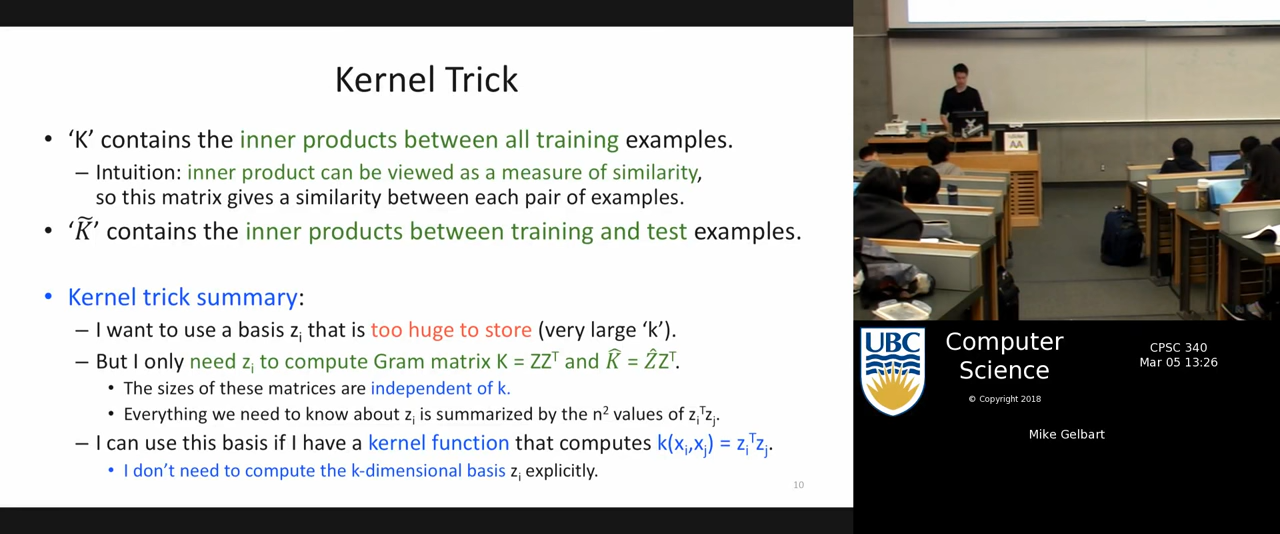 Kernel Trick
• ‘K’ contains the inner products between all training examples.
– Intuition: inner product can be viewed as a measure of similarity,
so this matrix gives a similarity between each pair of examples.
• ‘K̃’ contains the inner products between training and test examples.
• Kernel trick summary:
– I want to use a basis zᵢ that is too huge to store (very large ‘k’).
– But I only need zᵢ to compute Gram matrix K = ZZᵀ and K̂ = ẐZᵀ.
• The sizes of these matrices are independent of k.
• Everything we need to know about zᵢ is summarized by the n² values of zᵢᵀzⱼ.
– I can use this basis if I have a kernel function that computes k(xᵢ,xⱼ) = zᵢᵀzⱼ.
• I don’t need to compute the k-dimensional basis zᵢ explicitly.
10
AA
UBC
Computer
Science
© Copyright 2018
CPSC 340
Mar 05 13:26
Mike Gelbart